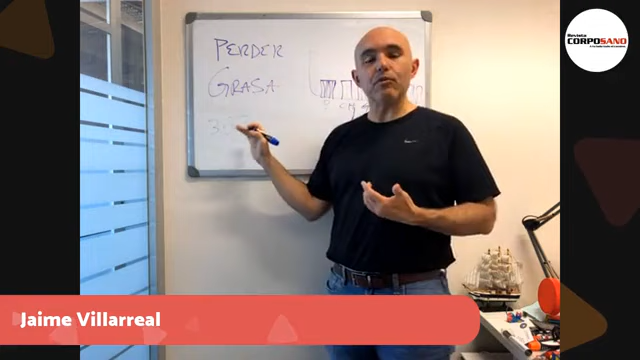 PERDER
GRASA
Revista
CORPOSANO
Jaime Villarreal